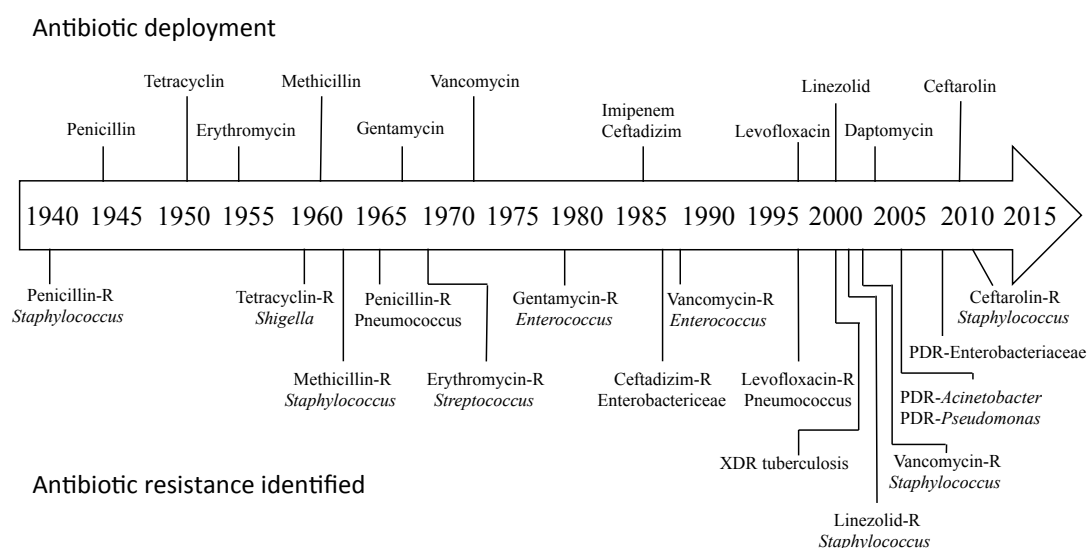 Antibiotic deployment
Tetracyclin
Methicillin
Vancomycin
Linezolid
Ceftarolin
Imipenem
Ceftadizim
Penicillin
Erythromycin
Gentamycin
Levofloxacin
Daptomycin
1940 1945 1950 1955 1960 1965 1970 1975 1980 1985 1990 1995 2000 2005 2010 2015
Penicillin-R
Staphylococcus
Tetracyclin-R
Shigella
Penicillin-R
Pneumococcus
Gentamycin-R
Enterococcus
Vancomycin-R
Enterococcus
Ceftarolin-R
Staphylococcus
PDR-Enterobacteriaceae
Methicillin-R
Staphylococcus
Erythromycin-R
Streptococcus
Ceftadizim-R
Enterobactericeae
Levofloxacin-R
Pneumococcus
PDR-Acinetobacter
PDR-Pseudomonas
XDR tuberculosis
Vancomycin-R
Staphylococcus
Antibiotic resistance identified
Linezolid-R
Staphylococcus